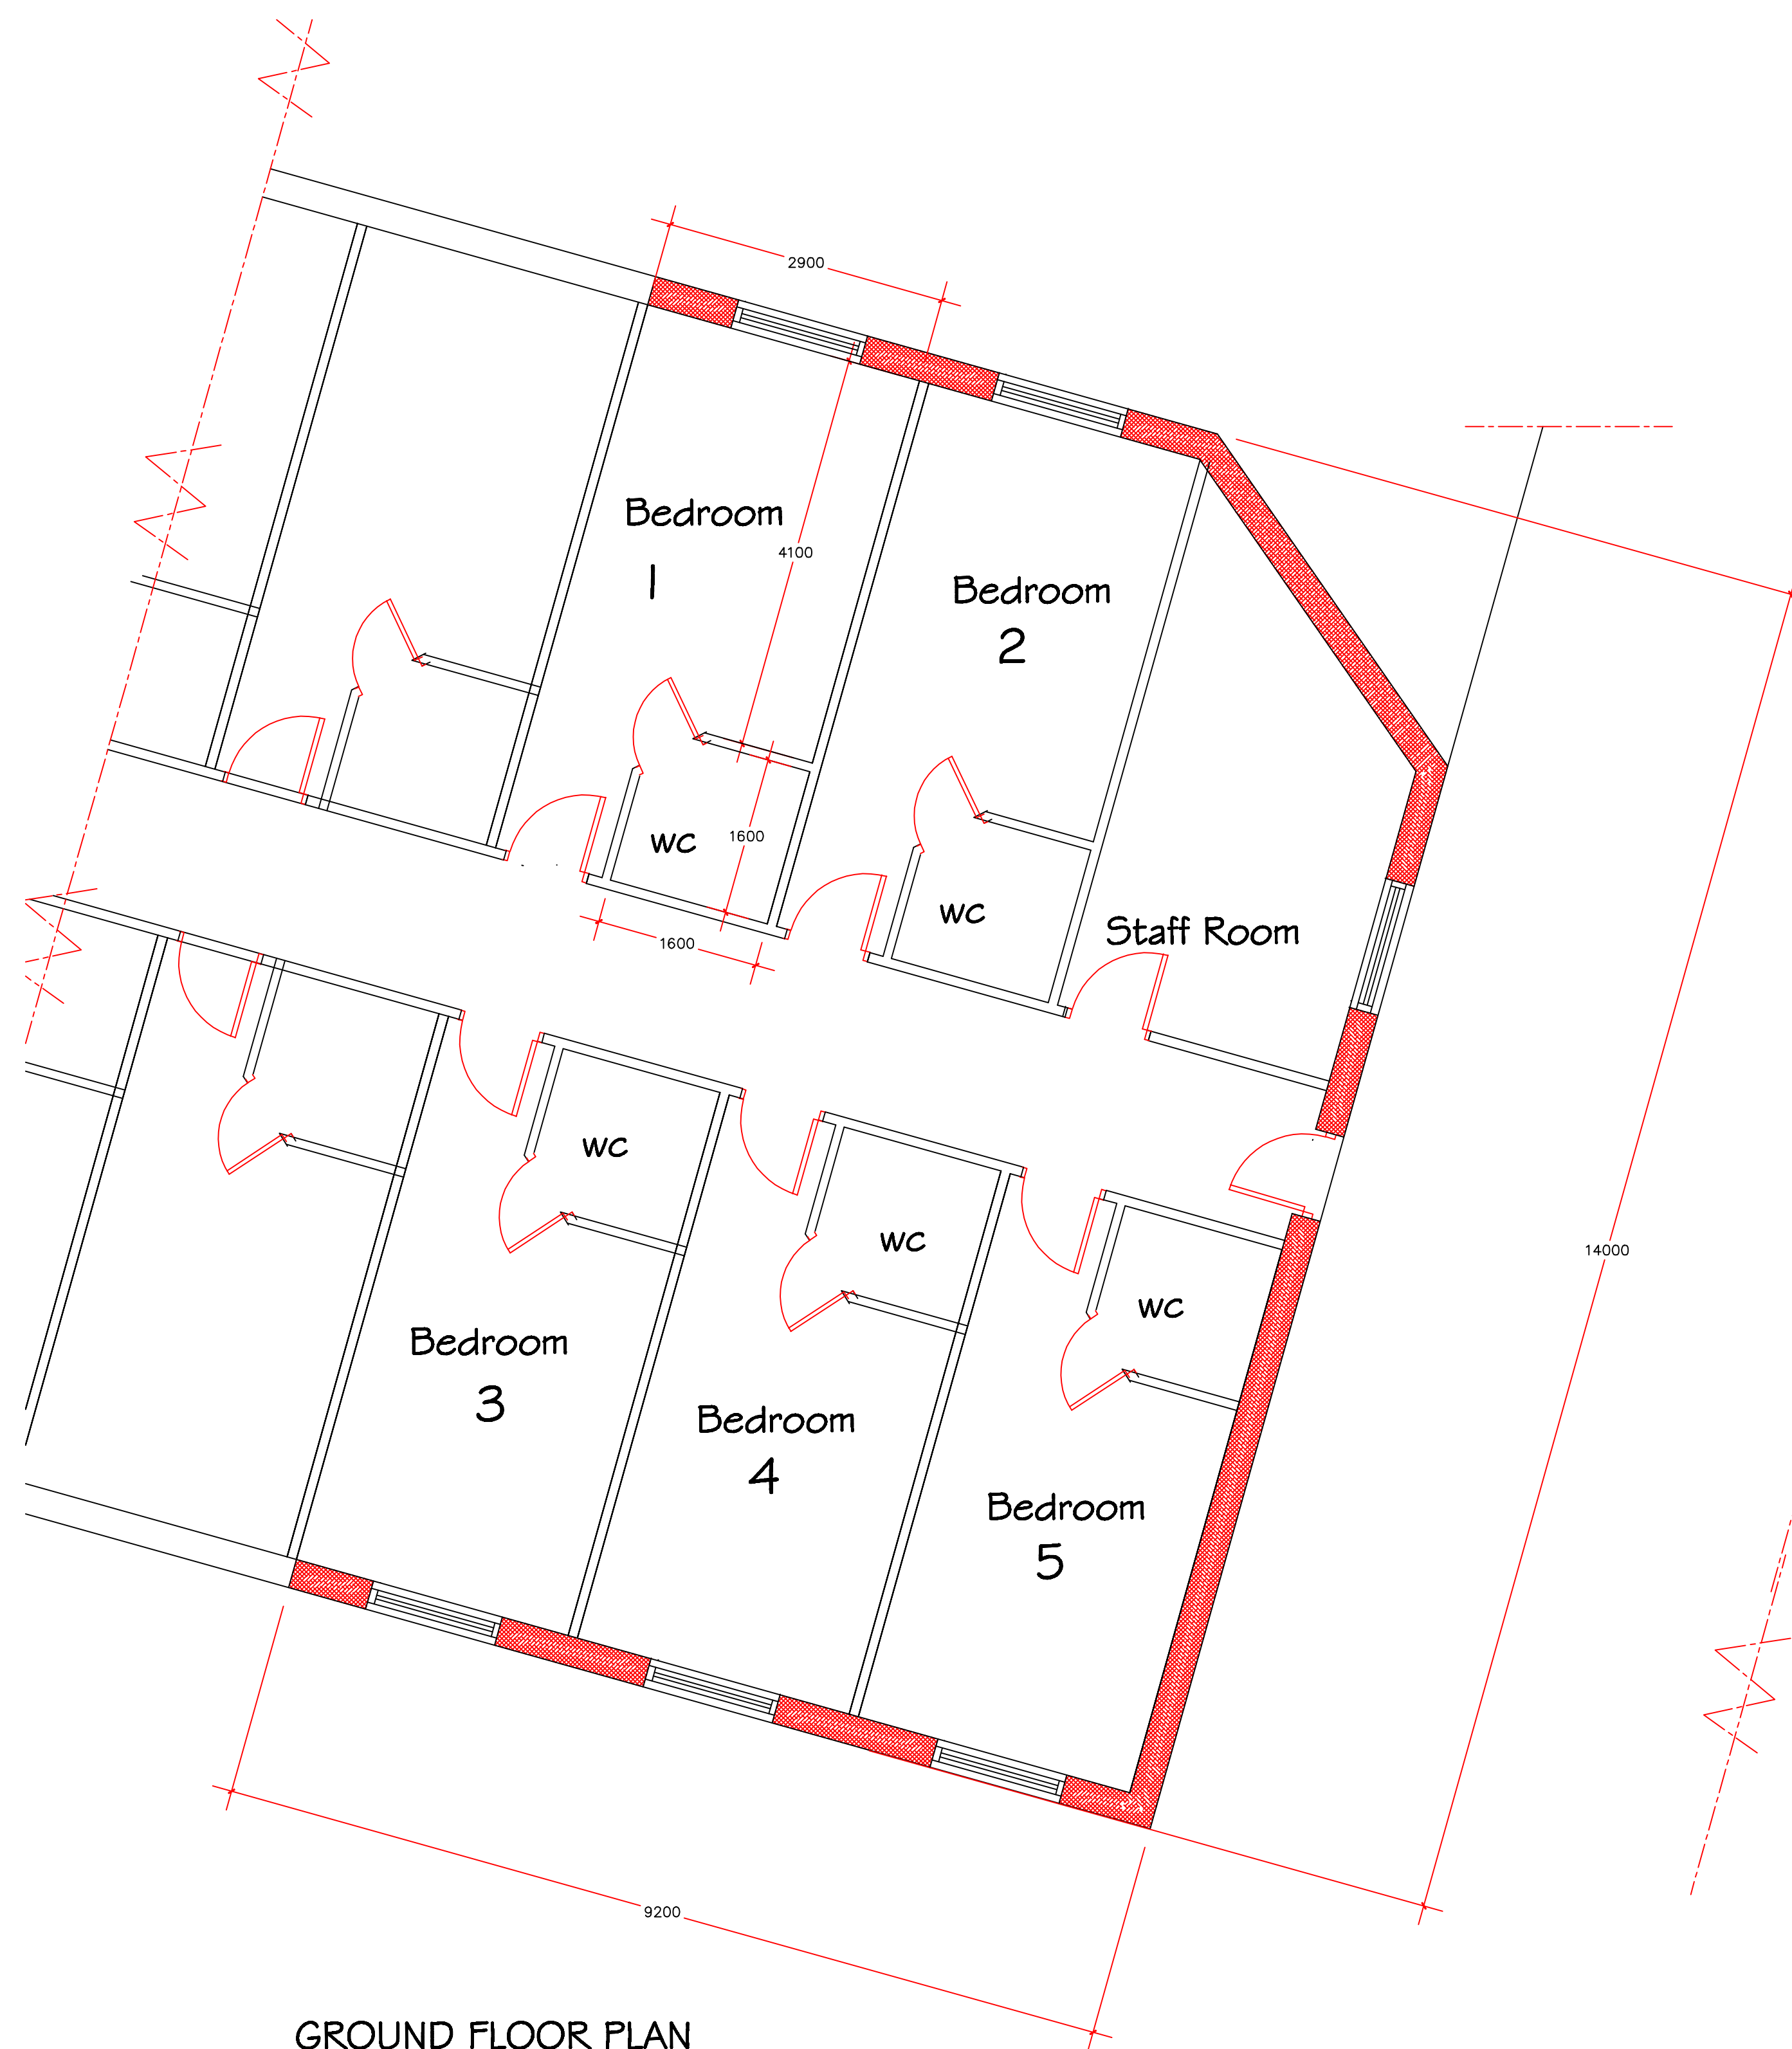 2900
Bedroom
1
4100
Bedroom
2
WC
1600
WC
Staff Room
1600
WC
WC
14000
WC
Bedroom
3
Bedroom
4
Bedroom
5
9200
GROUND FLOOR PLAN